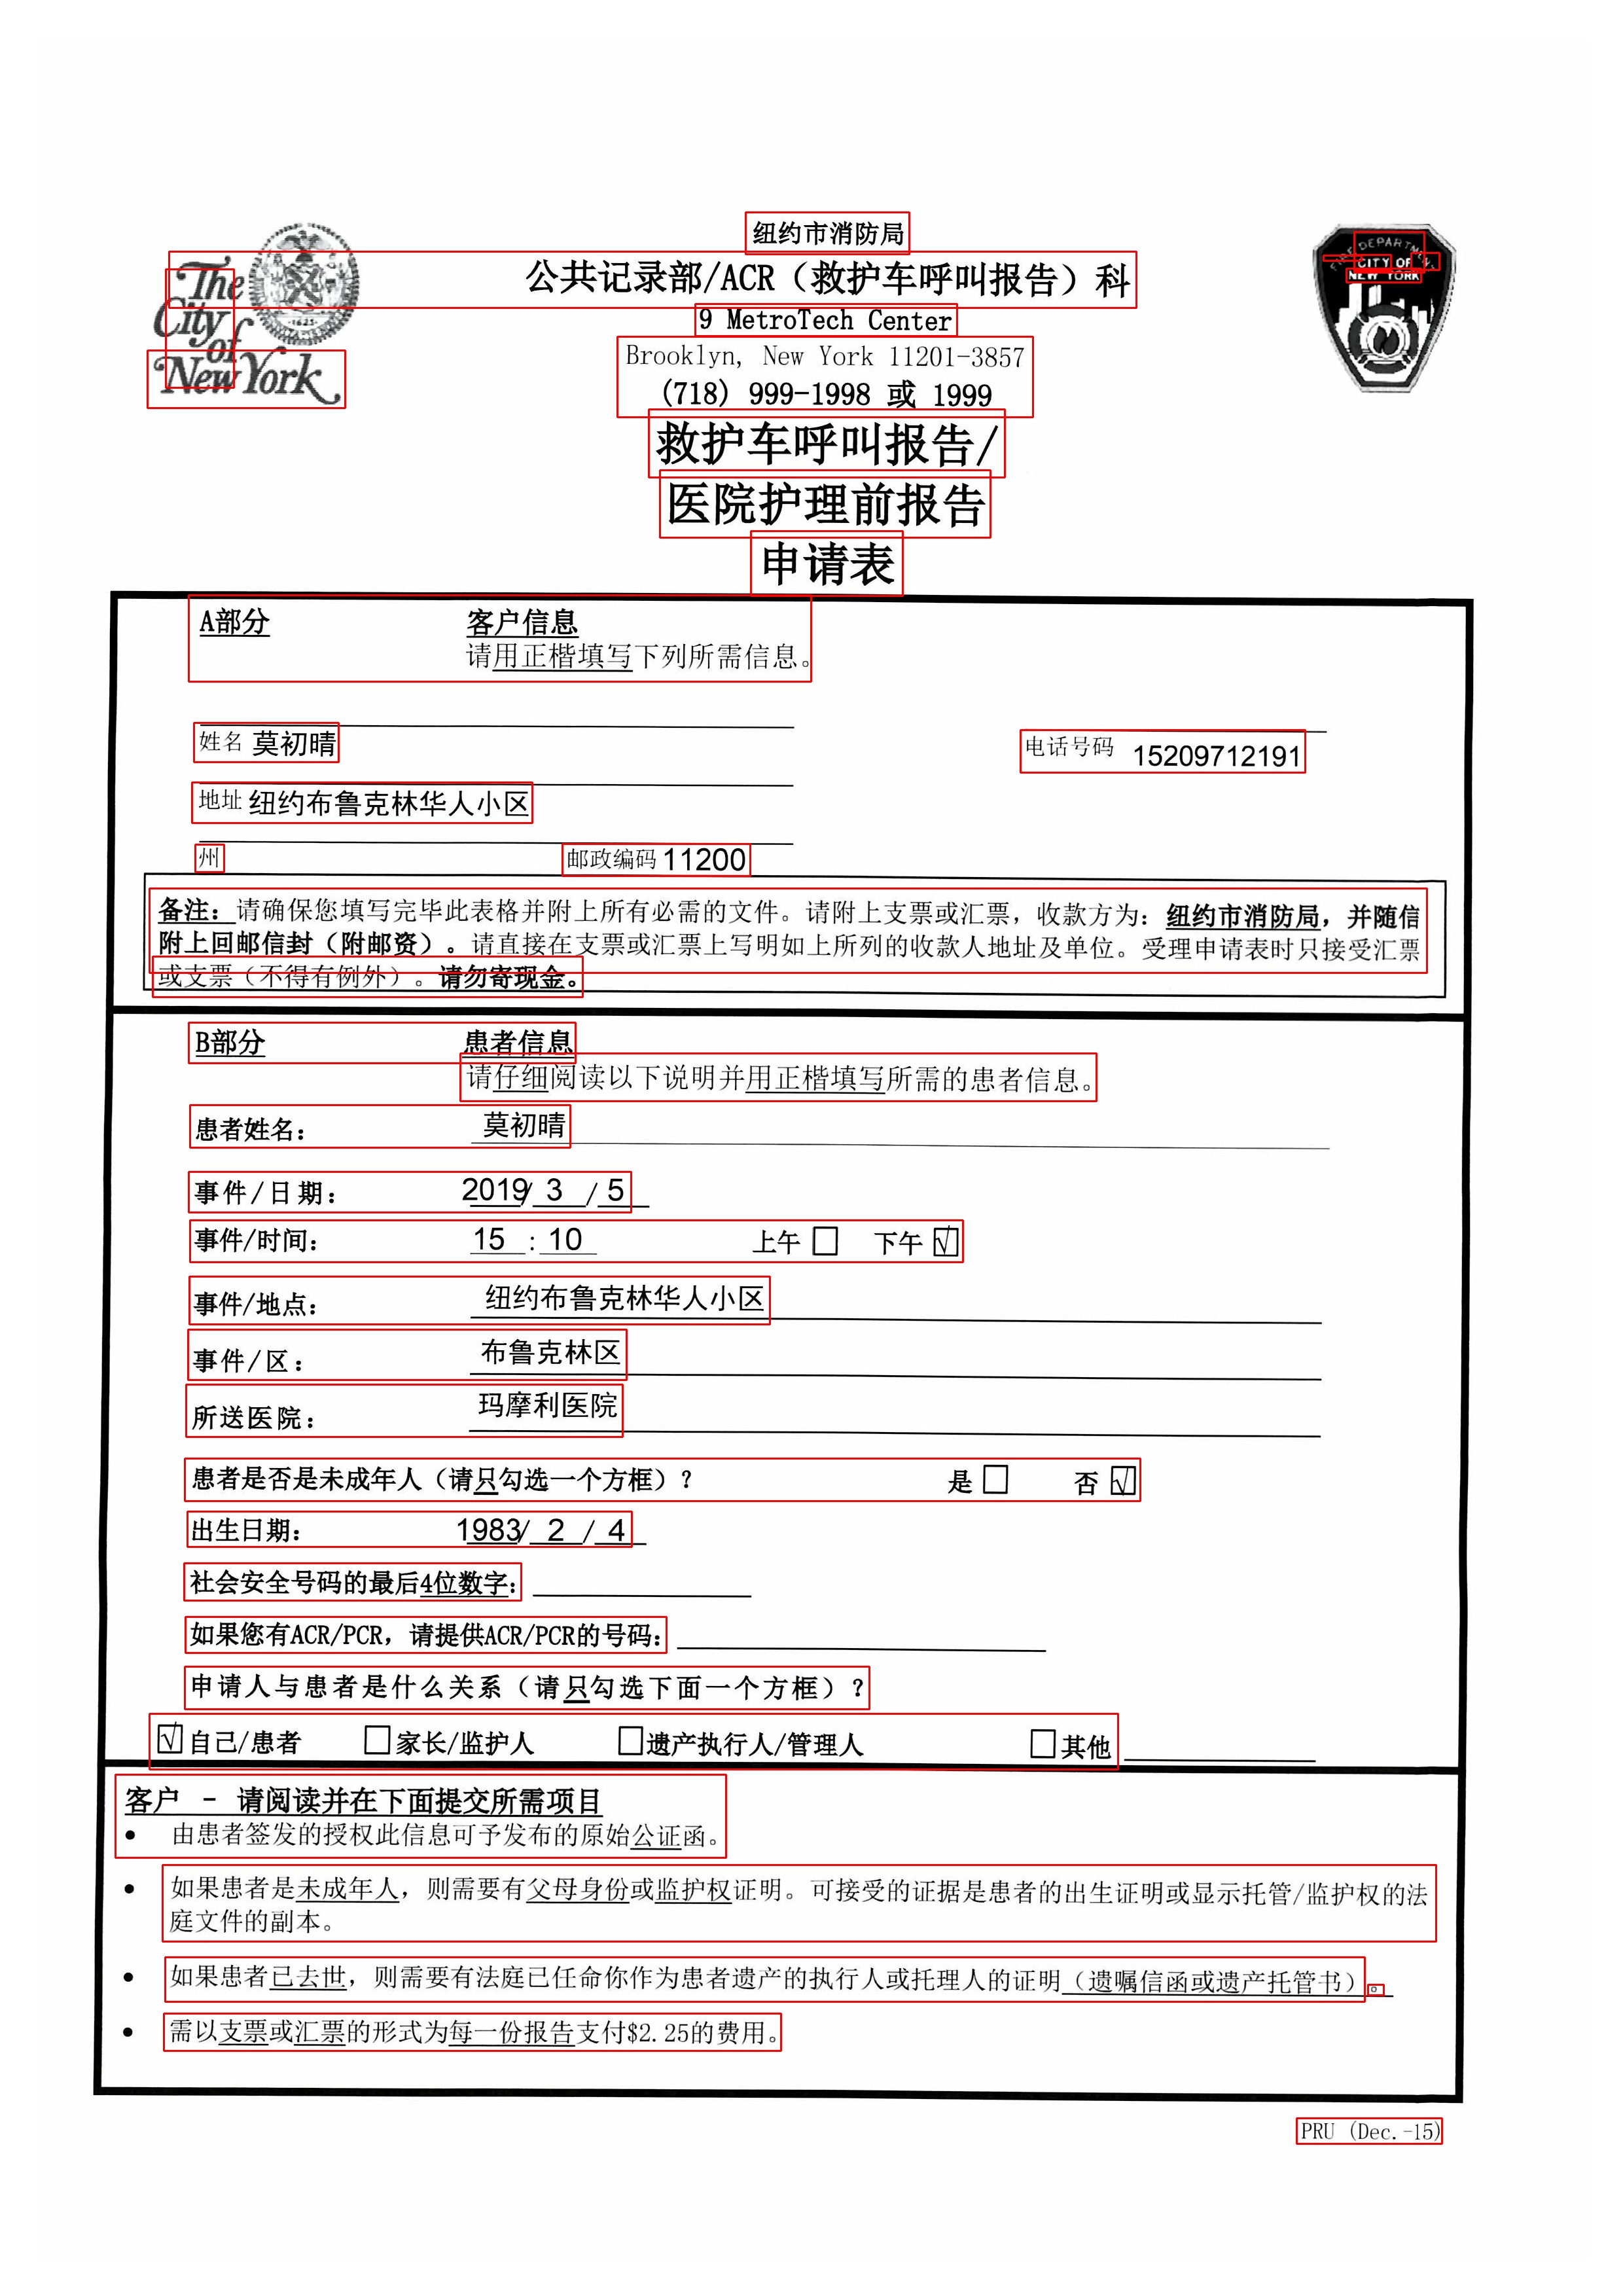 纽约市消防局
The City of New York
公共记录部/ACR（救护车呼叫报告）科
FIRE DEPARTMENT
CITY OF
NEW YORK
9 MetroTech Center
Brooklyn, New York 11201-3857
(718) 999-1998 或 1999
救护车呼叫报告/
医院护理前报告
申请表
A部分 客户信息
请用正楷填写下列所需信息。
姓名 莫初晴 电话号码 15209712191
地址 纽约布鲁克林华人小区
州 邮政编码 11200
备注：请确保您填写完毕此表格并附上所有必需的文件。请附上支票或汇票，收款方为：纽约市消防局，并随信
附上回邮信封（附邮资）。请直接在支票或汇票上写明如上所列的收款人地址及单位。受理申请表时只接受汇票
或支票（不得有例外）。请勿寄现金。
B部分 患者信息
请仔细阅读以下说明并用正楷填写所需的患者信息。
患者姓名： 莫初晴
事件/日期： 2019/ 3 / 5
事件/时间： 15 : 10 上午 □ 下午 ☑
事件/地点： 纽约布鲁克林华人小区
事件/区： 布鲁克林区
所送医院： 玛摩利医院
患者是否是未成年人（请只勾选一个方框）？ 是 □ 否 ☑
出生日期： 1983/ 2 / 4
社会安全号码的最后4位数字：
如果您有ACR/PCR，请提供ACR/PCR的号码：
申请人与患者是什么关系（请只勾选下面一个方框）？
☑ 自己/患者 □ 家长/监护人 □ 遗产执行人/管理人 □ 其他
客户 - 请阅读并在下面提交所需项目
• 由患者签发的授权此信息可予发布的原始公证函。
• 如果患者是未成年人，则需要有父母身份或监护权证明。可接受的证据是患者的出生证明或显示托管/监护权的法
庭文件的副本。
• 如果患者已去世，则需要有法庭已任命你作为患者遗产的执行人或托理人的证明（遗嘱信函或遗产托管书）。
• 需以支票或汇票的形式为每一份报告支付$2.25的费用。
PRU (Dec.-15)